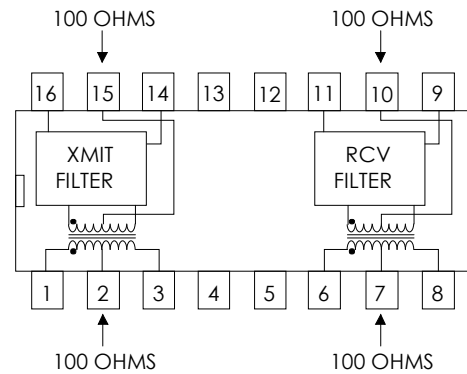 100 OHMS 100 OHMS
16 15 14 13 12 11 10 9
XMIT FILTER
RCV FILTER
1 2 3 4 5 6 7 8
100 OHMS 100 OHMS